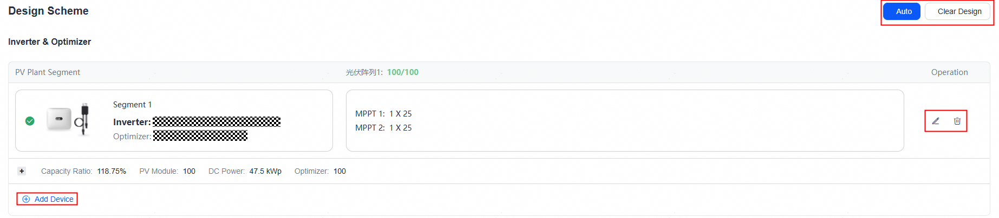 Design Scheme
Auto
Clear Design
Inverter & Optimizer
PV Plant Segment
光伏阵列1: 100/100
Operation
Segment 1
Inverter:
Optimizer:
MPPT 1: 1 X 25
MPPT 2: 1 X 25
Capacity Ratio: 118.75% PV Module: 100 DC Power: 47.5 kWp Optimizer: 100
Add Device